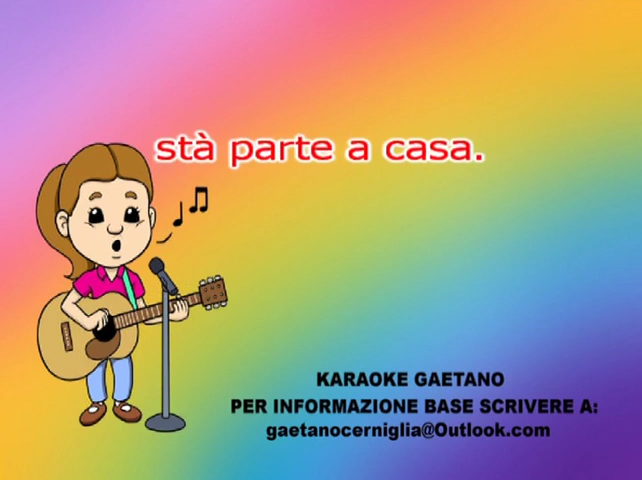 stà parte a casa.
KARAOKE GAETANO
PER INFORMAZIONE BASE SCRIVERE A:
gaetanocerniglia@Outlook.com